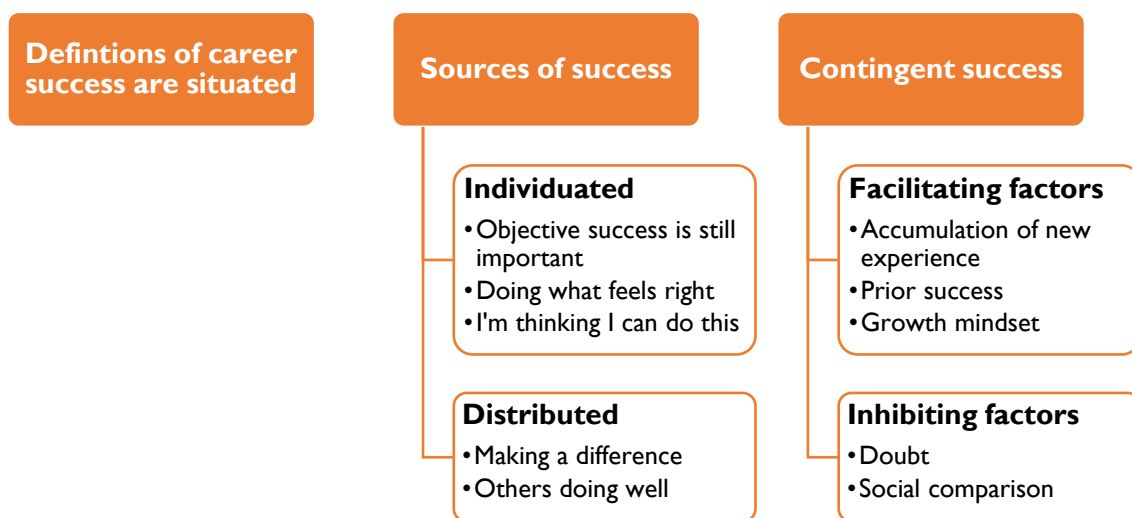 Defintions of career
success are situated
Sources of success
Individuated
•Objective success is still
important
•Doing what feels right
•I'm thinking I can do this
Distributed
•Making a difference
•Others doing well
Contingent success
Facilitating factors
•Accumulation of new
experience
•Prior success
•Growth mindset
Inhibiting factors
•Doubt
•Social comparison